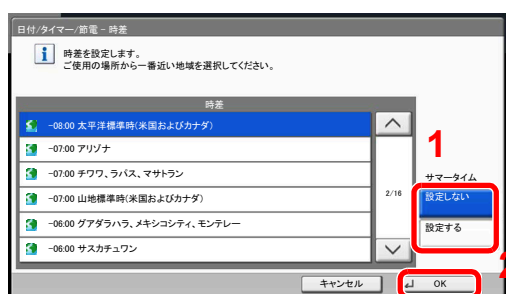 日付/タイマー/節電 - 時差
時差を設定します。
ご使用の場所から一番近い地域を選択してください。
時差
-08:00 太平洋標準時(米国およびカナダ)
-07:00 アリゾナ
-07:00 チワワ、ラパス、マサトラン
-07:00 山地標準時(米国およびカナダ)
-06:00 グアダラハラ、メキシコシティ、モンテレー
-06:00 サスカチュワン
2/16
1
サマータイム
設定しない
設定する
2
キャンセル
OK